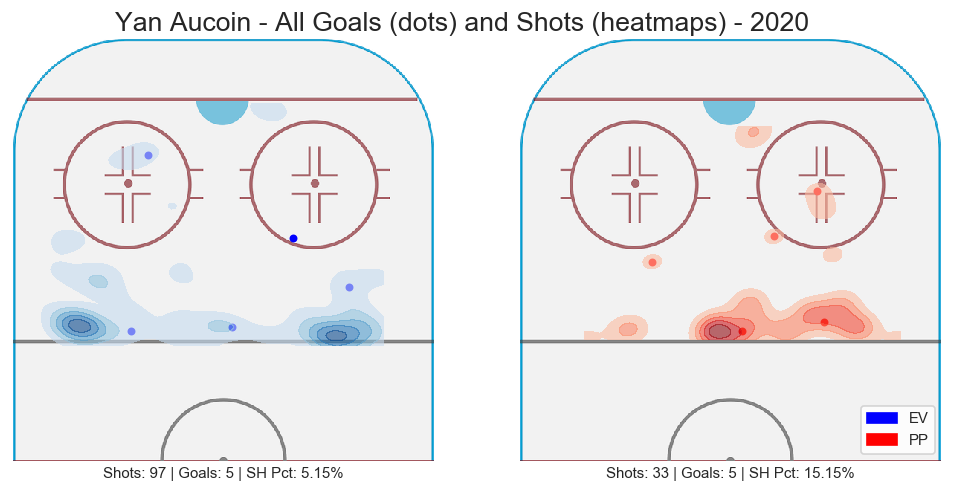 Yan Aucoin - All Goals (dots) and Shots (heatmaps) - 2020
EV
PP
Shots: 97 | Goals: 5 | SH Pct: 5.15%
Shots: 33 | Goals: 5 | SH Pct: 15.15%